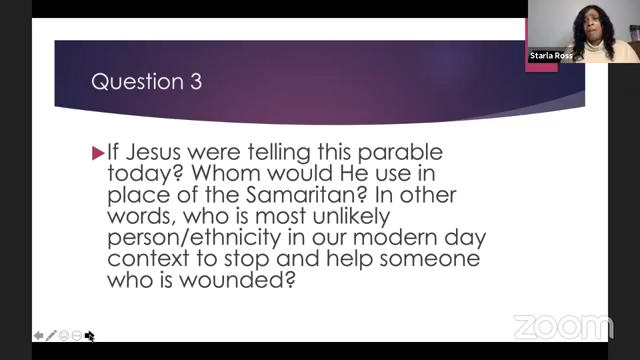 Starla Ross
Question 3
If Jesus were telling this parable
today? Whom would He use in
place of the Samaritan? In other
words, who is most unlikely
person/ethnicity in our modern day
context to stop and help someone
who is wounded?
zoom